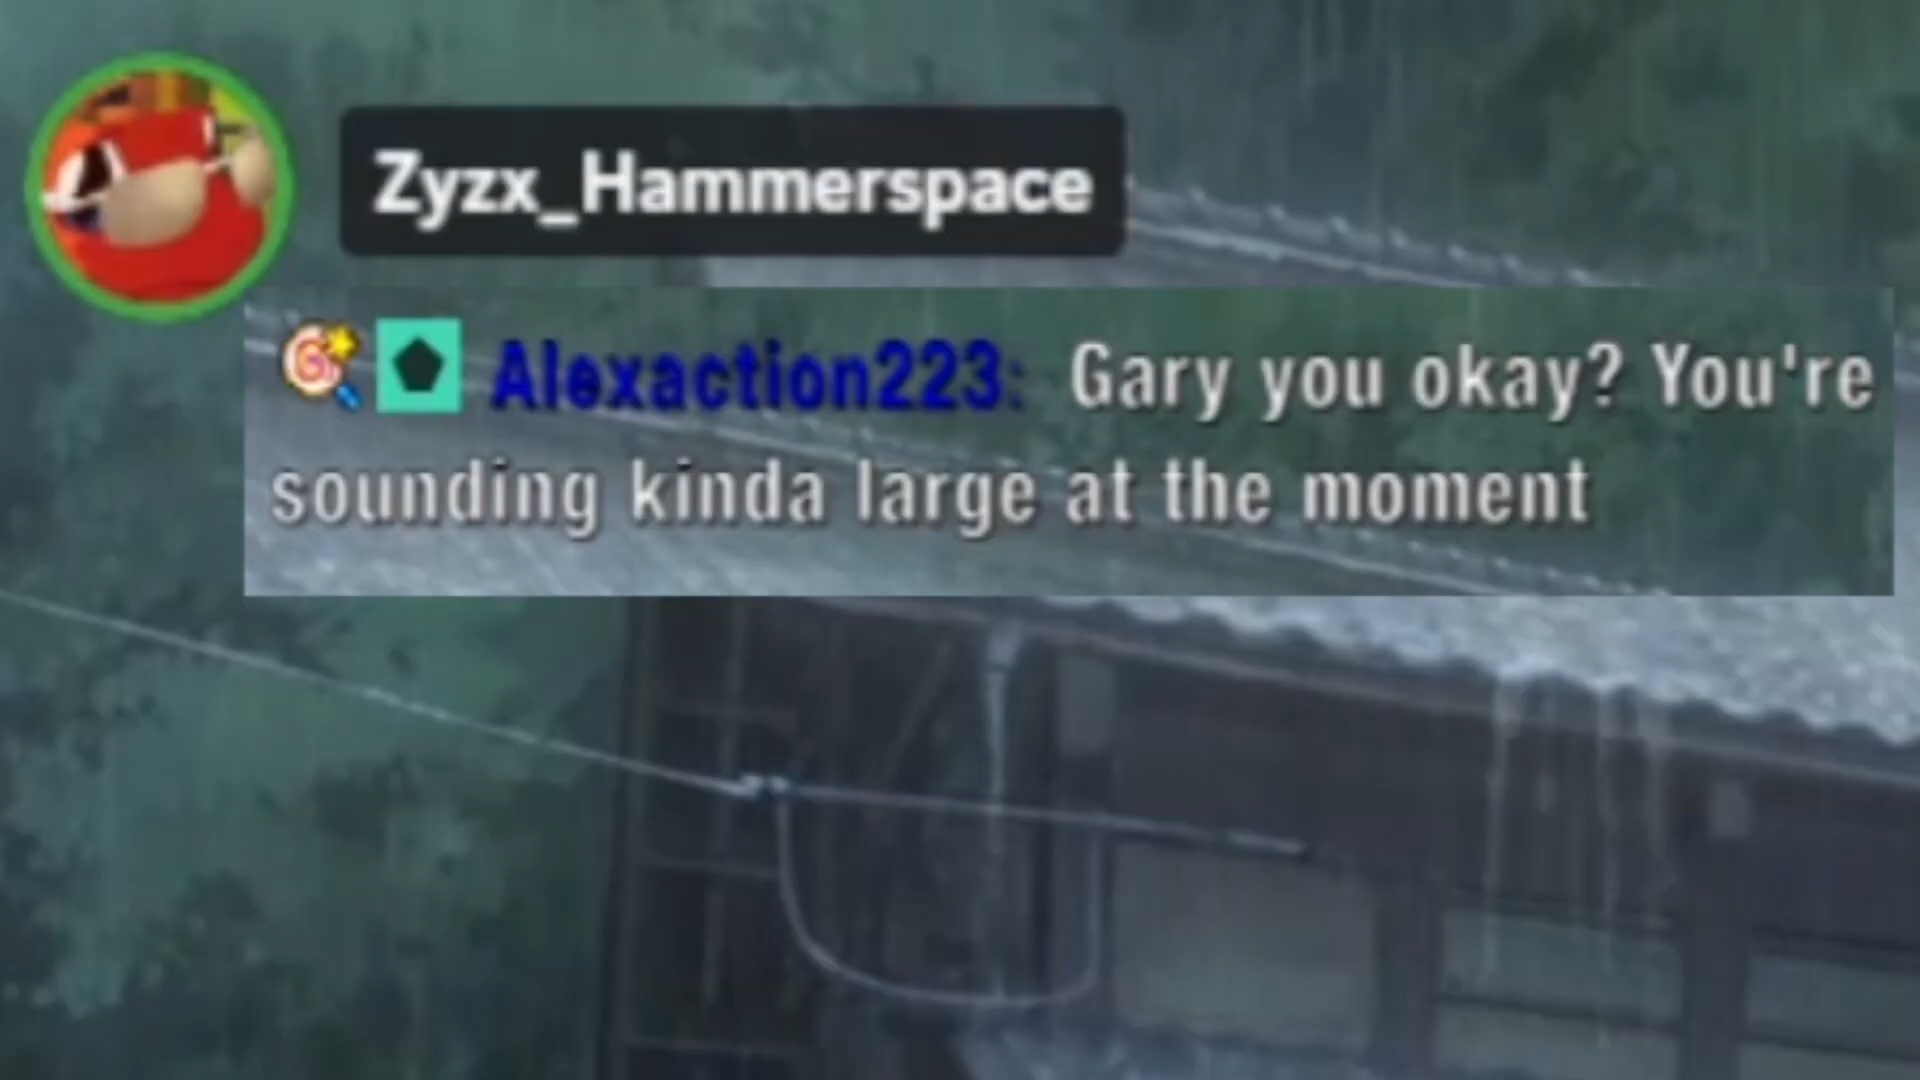 Zyzx_Hammerspace
Alexaction223: Gary you okay? You're
sounding kinda large at the moment